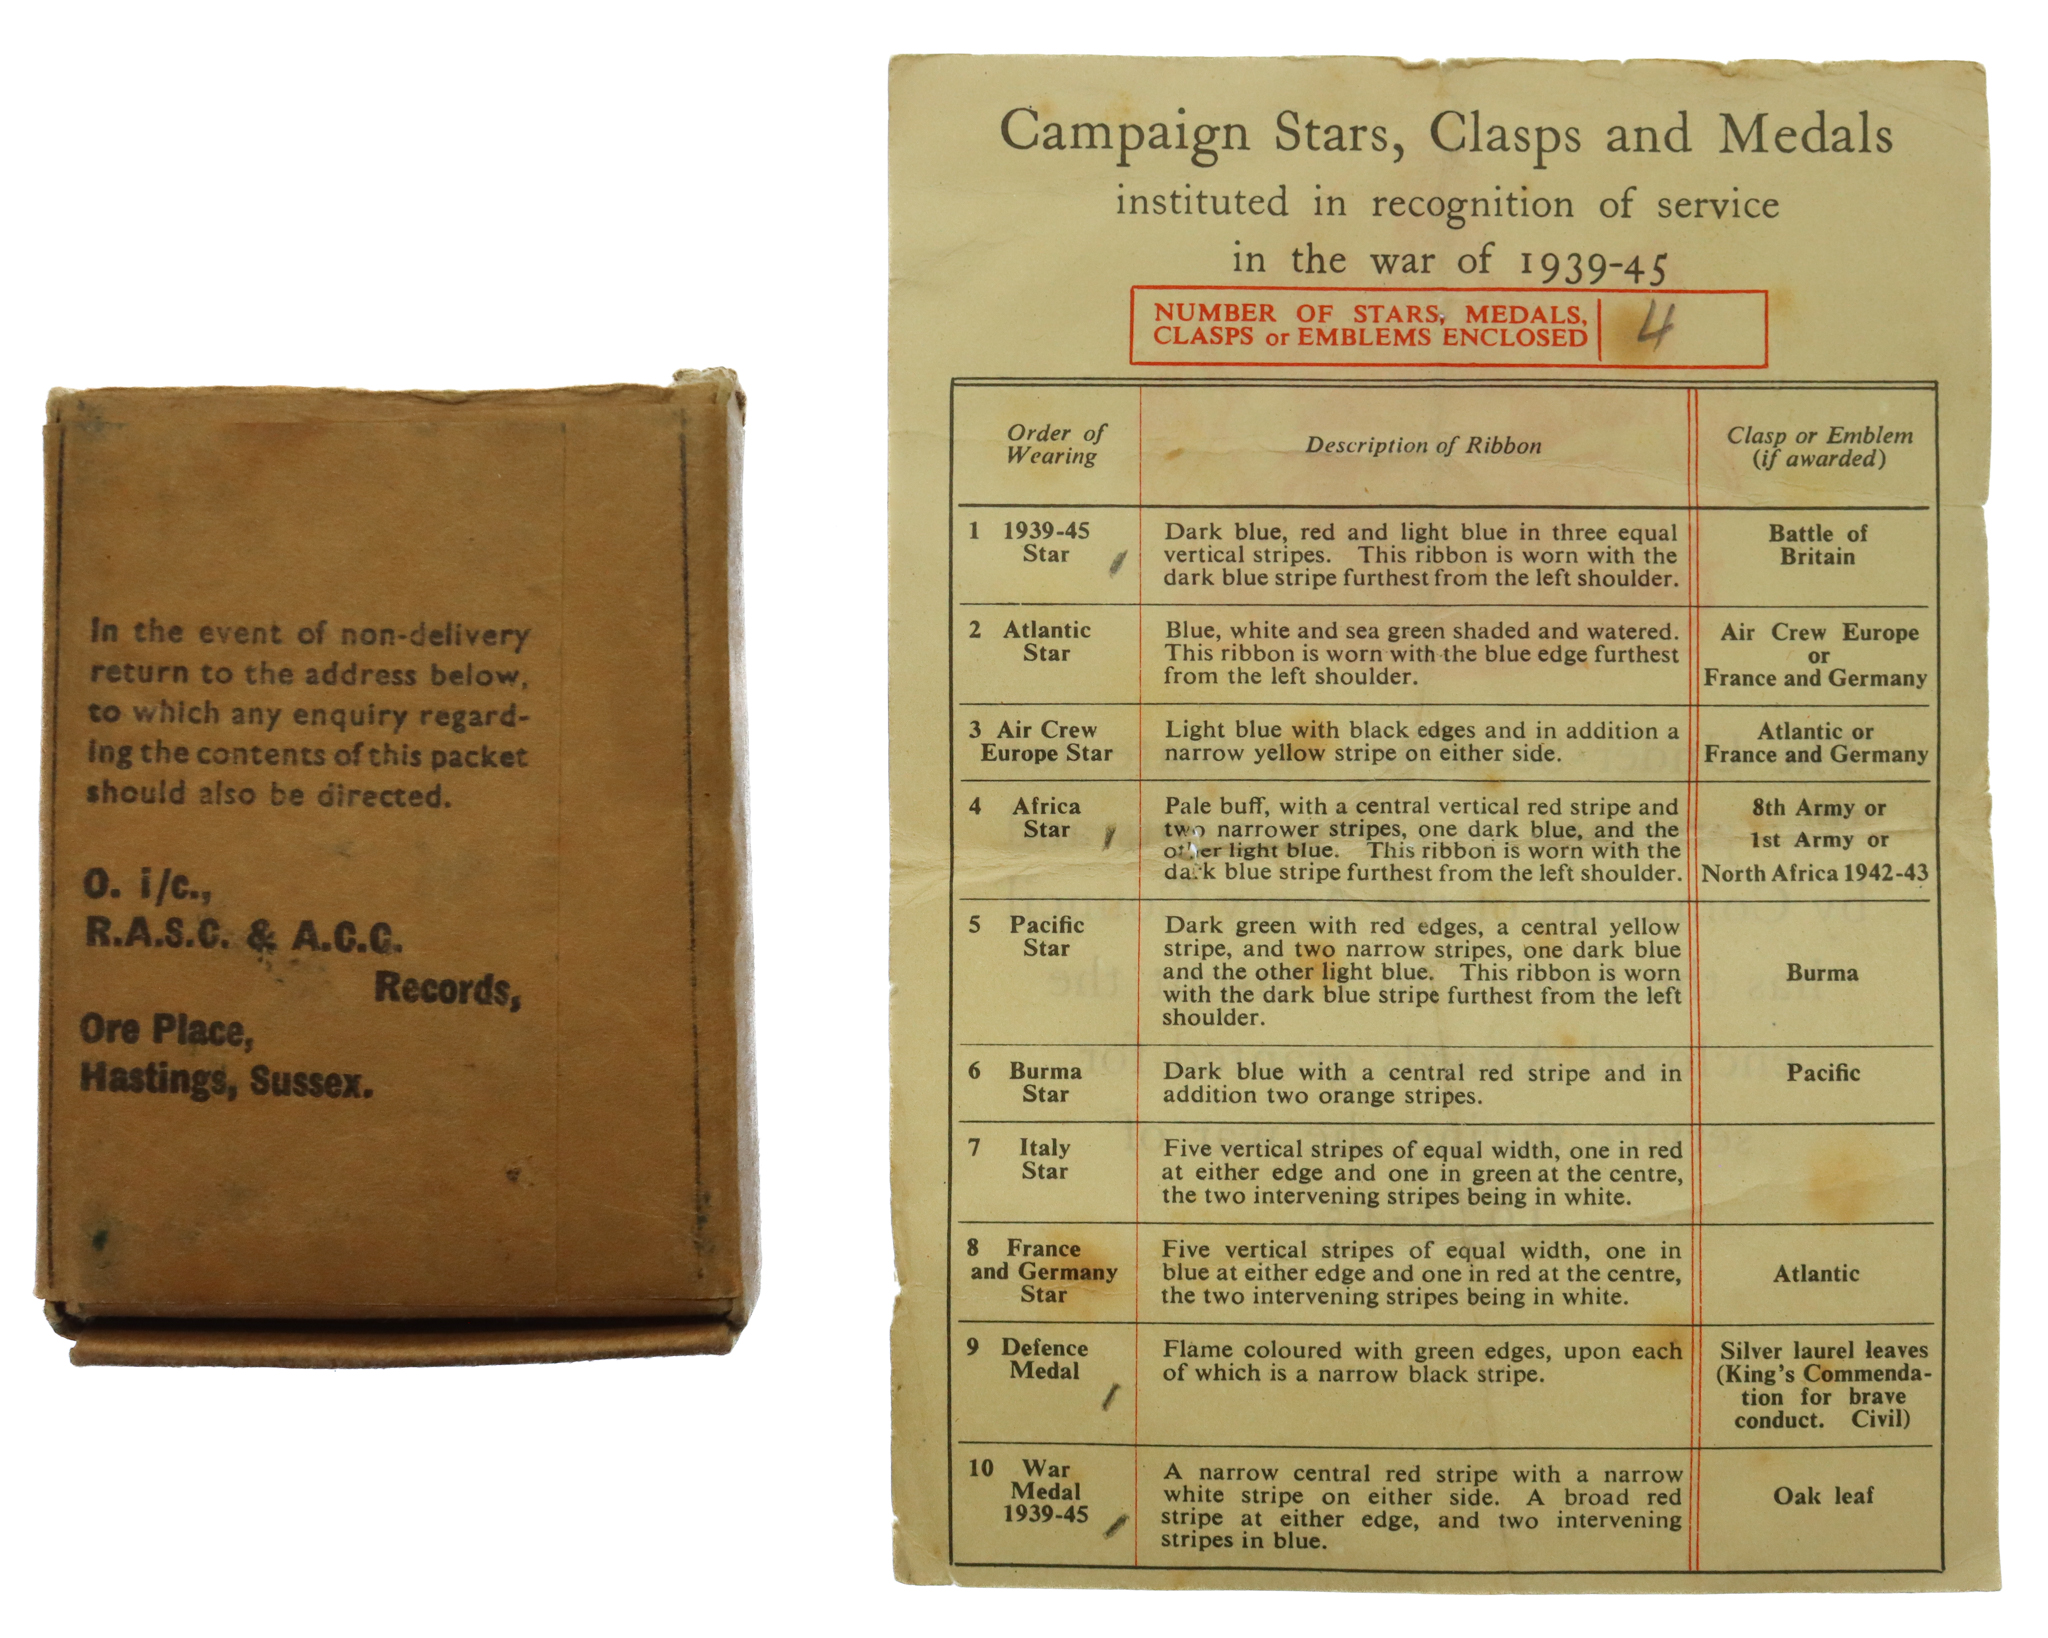 In the event of non-delivery
return to the address below,
to which any enquiry regard-
ing the contents of this packet
should also be directed.
O. i/c.,
R.A.S.C. & A.C.C.
Records,
Ore Place,
Hastings, Sussex.
Campaign Stars, Clasps and Medals
instituted in recognition of service
in the war of 1939-45
NUMBER OF STARS, MEDALS,
CLASPS or EMBLEMS ENCLOSED
4
Order of
Wearing
Description of Ribbon
Clasp or Emblem
(if awarded)
1 1939-45
Star
Dark blue, red and light blue in three equal
vertical stripes. This ribbon is worn with the
dark blue stripe furthest from the left shoulder.
Battle of
Britain
2 Atlantic
Star
Blue, white and sea green shaded and watered.
This ribbon is worn with the blue edge furthest
from the left shoulder.
Air Crew Europe
or
France and Germany
3 Air Crew
Europe Star
Light blue with black edges and in addition a
narrow yellow stripe on either side.
Atlantic or
France and Germany
4 Africa
Star
Pale buff, with a central vertical red stripe and
two narrower stripes, one dark blue, and the
other light blue. This ribbon is worn with the
dark blue stripe furthest from the left shoulder.
8th Army or
1st Army or
North Africa 1942-43
5 Pacific
Star
Dark green with red edges, a central yellow
stripe, and two narrow stripes, one dark blue
and the other light blue. This ribbon is worn
with the dark blue stripe furthest from the left
shoulder.
Burma
6 Burma
Star
Dark blue with a central red stripe and in
addition two orange stripes.
Pacific
7 Italy
Star
Five vertical stripes of equal width, one in red
at either edge and one in green at the centre,
the two intervening stripes being in white.
8 France
and Germany
Star
Five vertical stripes of equal width, one in
blue at either edge and one in red at the centre,
the two intervening stripes being in white.
Atlantic
9 Defence
Medal
Flame coloured with green edges, upon each
of which is a narrow black stripe.
Silver laurel leaves
(King's Commenda-
tion for brave
conduct. Civil)
10 War
Medal
1939-45
A narrow central red stripe with a narrow
white stripe on either side. A broad red
stripe at either edge, and two intervening
stripes in blue.
Oak leaf